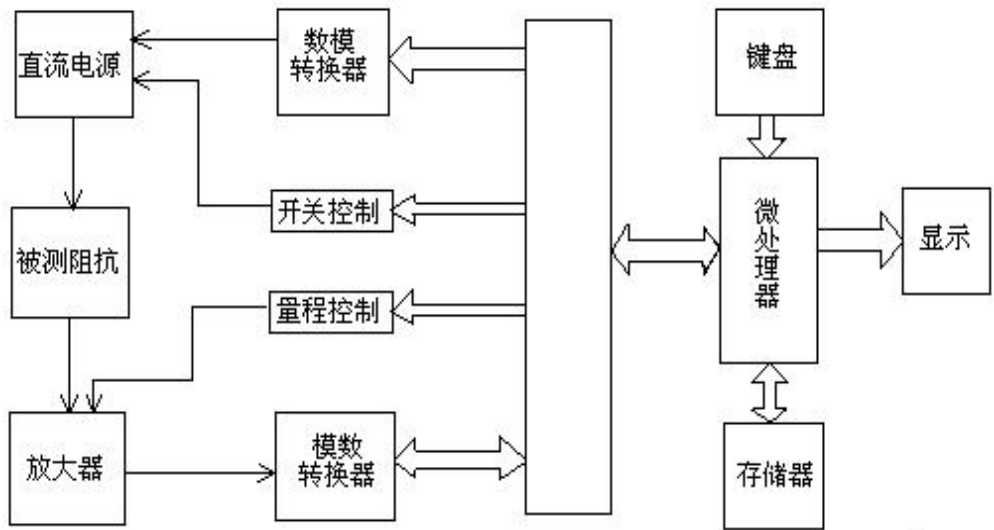 直流电源
数模
转换器
键盘
开关控制
微
处
理
器
显示
被测阻抗
量程控制
放大器
模数
转换器
存储器